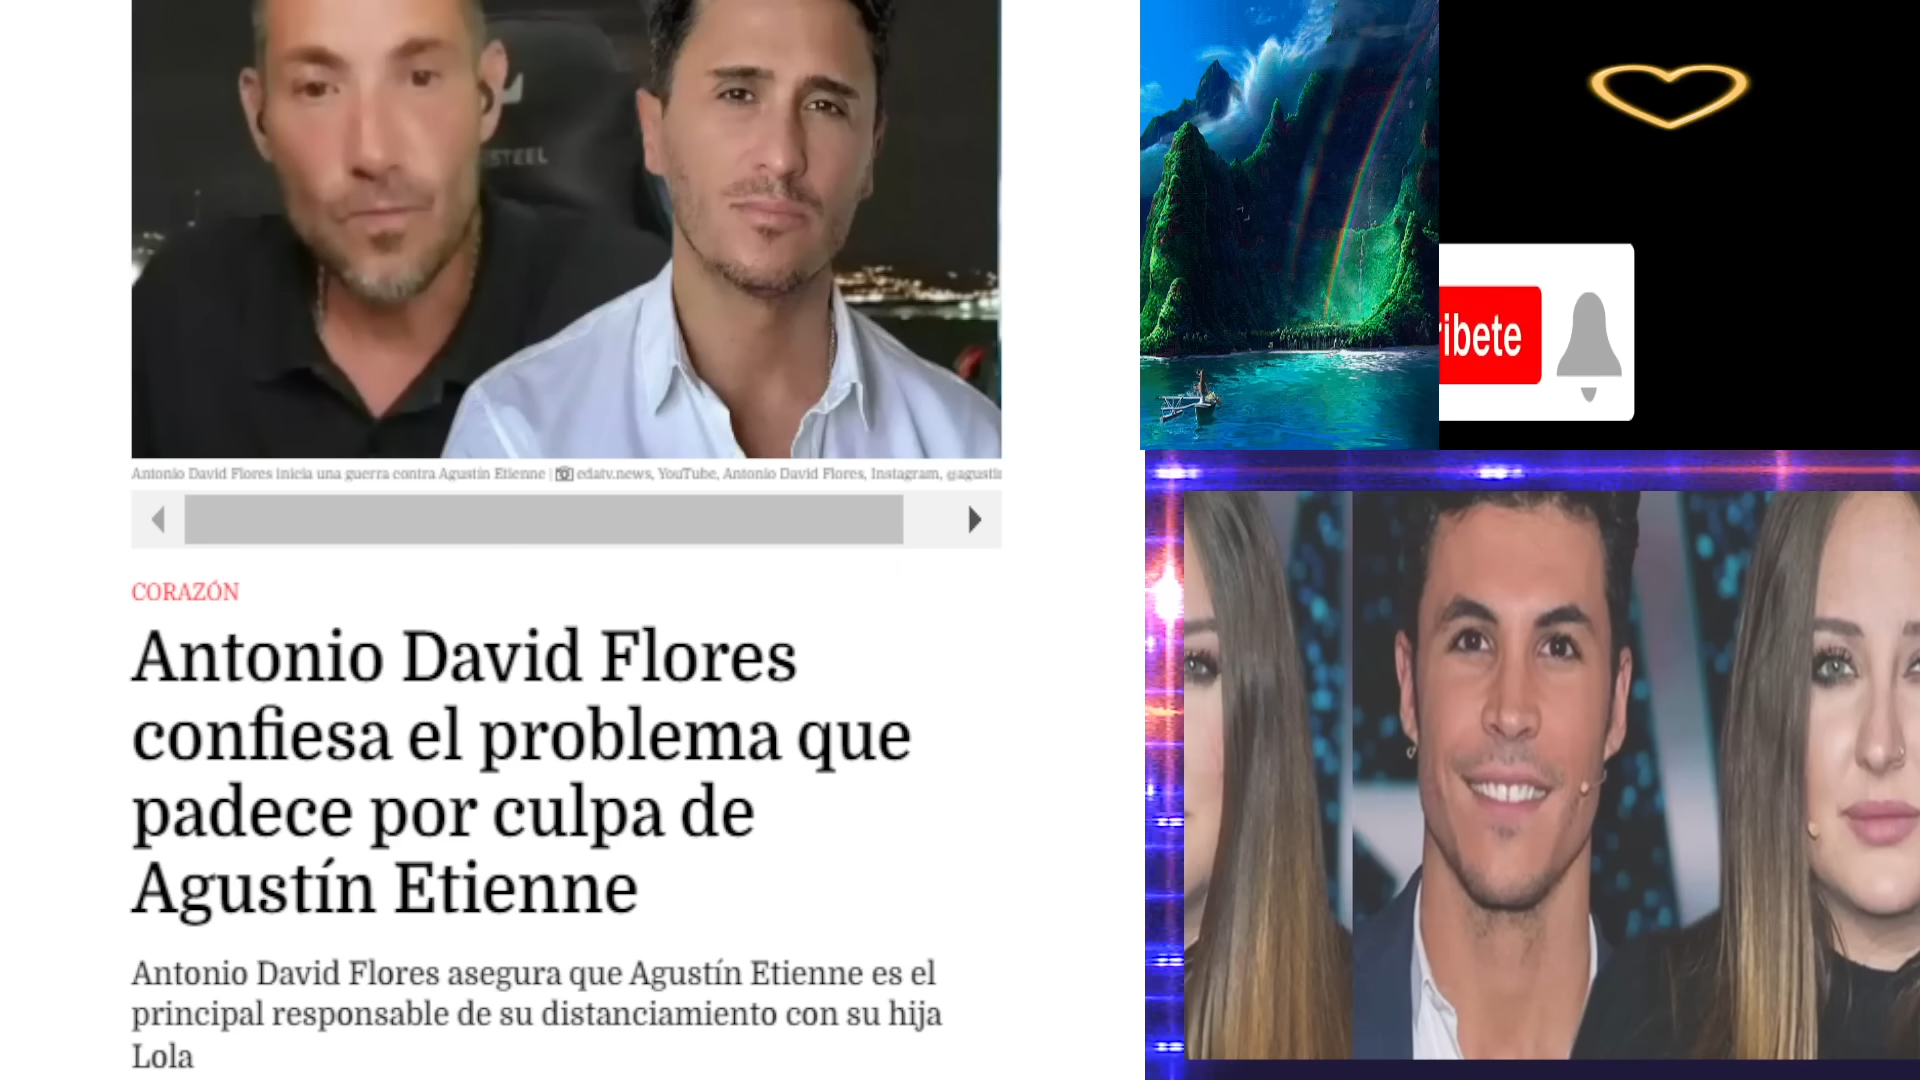 STEEL
Antonio David Flores inicia una guerra contra Agustín Etienne | edatv.news, YouTube, Antonio David Flores, Instagram,
CORAZÓN
Antonio David Flores
confiesa el problema que
padece por culpa de
Agustín Etienne
Antonio David Flores asegura que Agustín Etienne es el
principal responsable de su distanciamiento con su hija
Lola
ribete